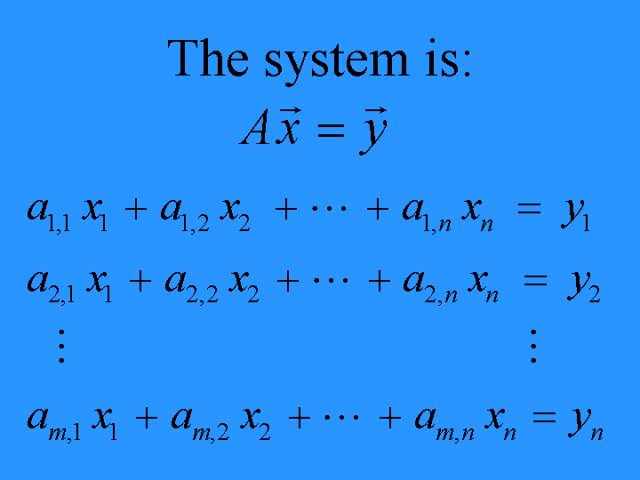 The system is:
A x⃗ = y⃗
a₁,₁ x₁ + a₁,₂ x₂ + ⋯ + a₁,ₙ xₙ = y₁
a₂,₁ x₁ + a₂,₂ x₂ + ⋯ + a₂,ₙ xₙ = y₂
⋮ ⋮
aₘ,₁ x₁ + aₘ,₂ x₂ + ⋯ + aₘ,ₙ xₙ = yₙ